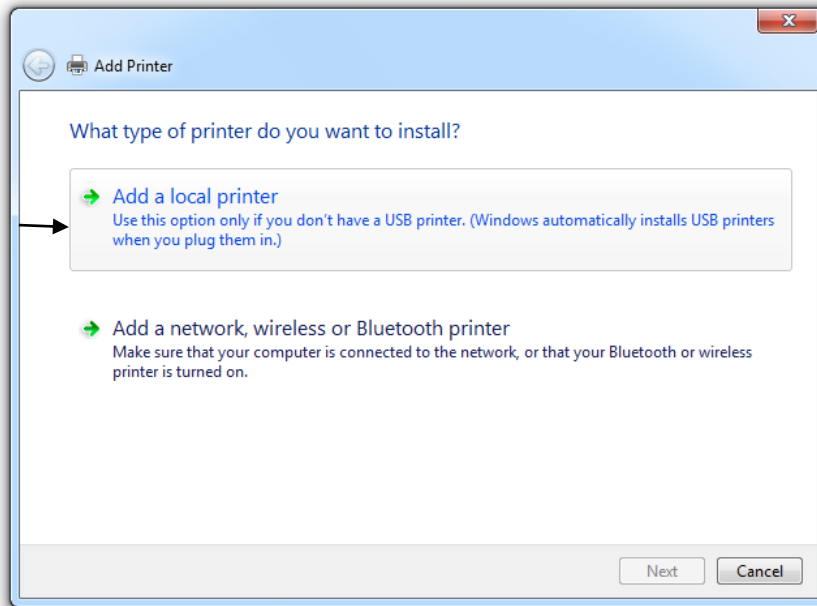 Add Printer
What type of printer do you want to install?
Add a local printer
Use this option only if you don't have a USB printer. (Windows automatically installs USB printers
when you plug them in.)
Add a network, wireless or Bluetooth printer
Make sure that your computer is connected to the network, or that your Bluetooth or wireless
printer is turned on.
Next
Cancel